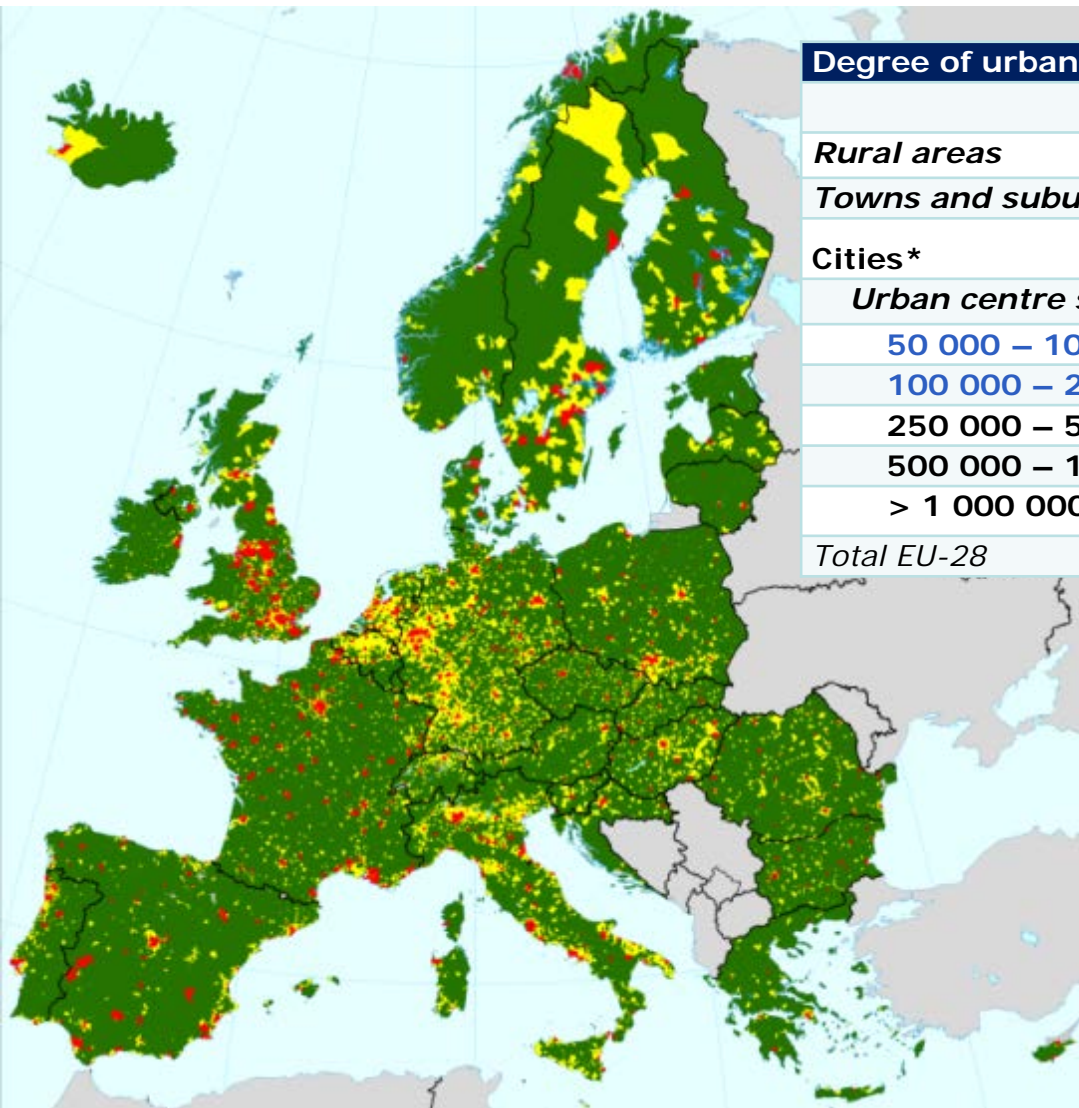 Degree of urban
Rural areas
Towns and subu
Cities*
Urban centre s
50 000 – 10
100 000 – 2
250 000 – 5
500 000 – 1
> 1 000 000
Total EU-28